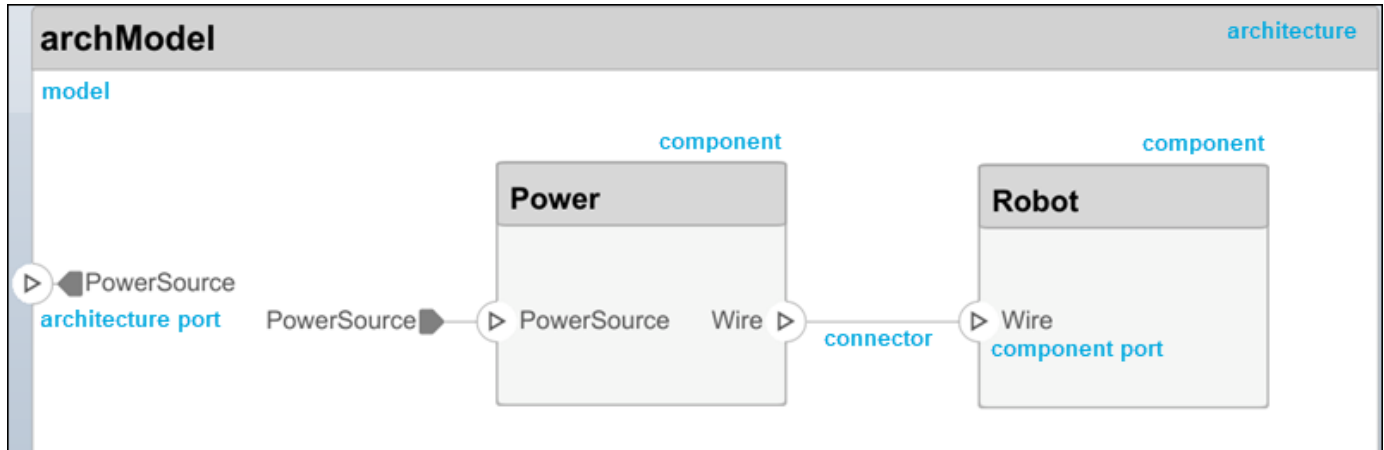 archModel
architecture
model
component
component
Power
Robot
PowerSource
architecture port
PowerSource
PowerSource
Wire
connector
Wire
component port